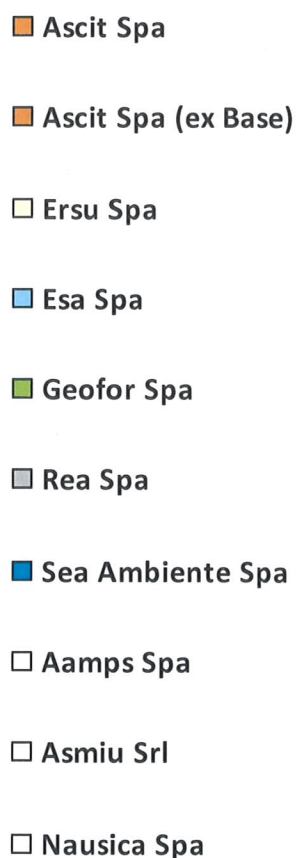 Ascit Spa
Ascit Spa (ex Base)
Ersu Spa
Esa Spa
Geofor Spa
Rea Spa
Sea Ambiente Spa
Aamps Spa
Asmiu Srl
Nausica Spa